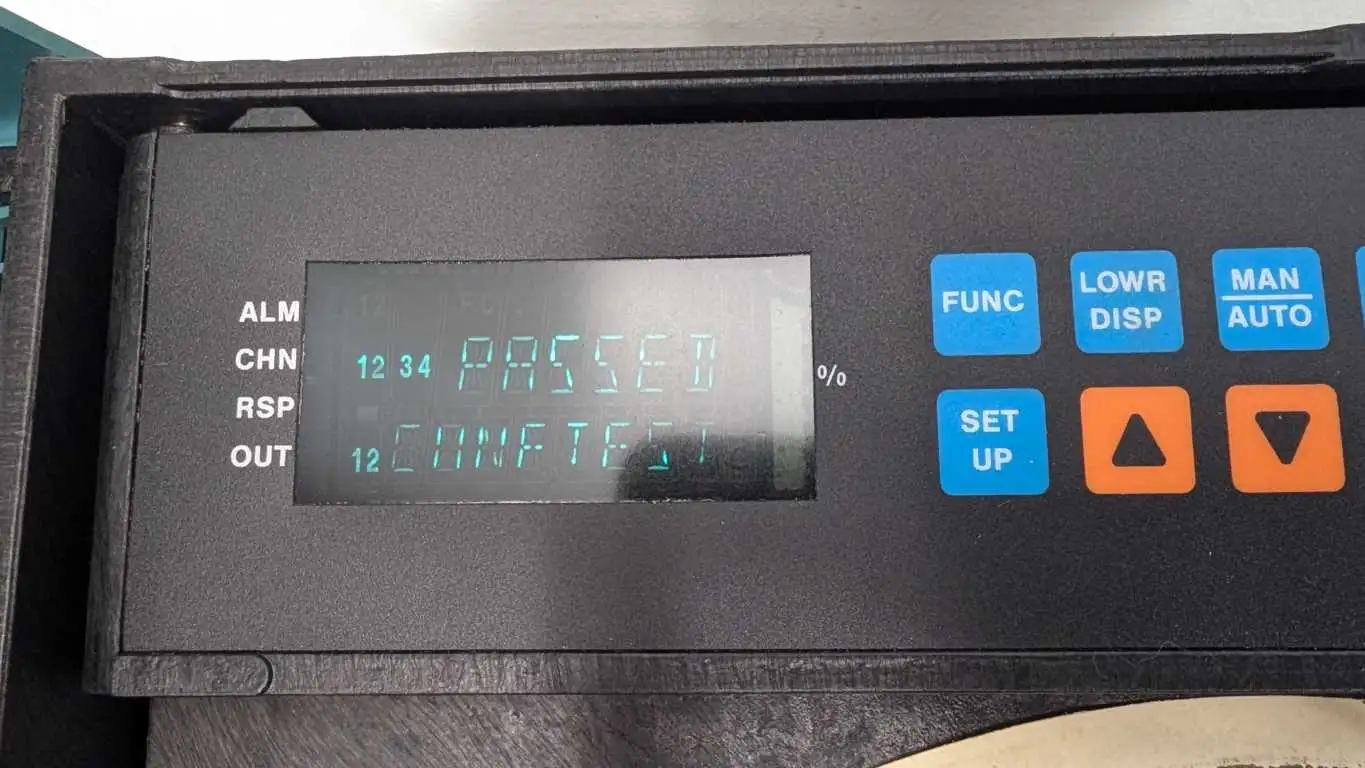 ALM
CHN 12 34 PASSED %
RSP
OUT 12 CONFTEST
FUNC
LOWR
DISP
MAN
AUTO
SET
UP